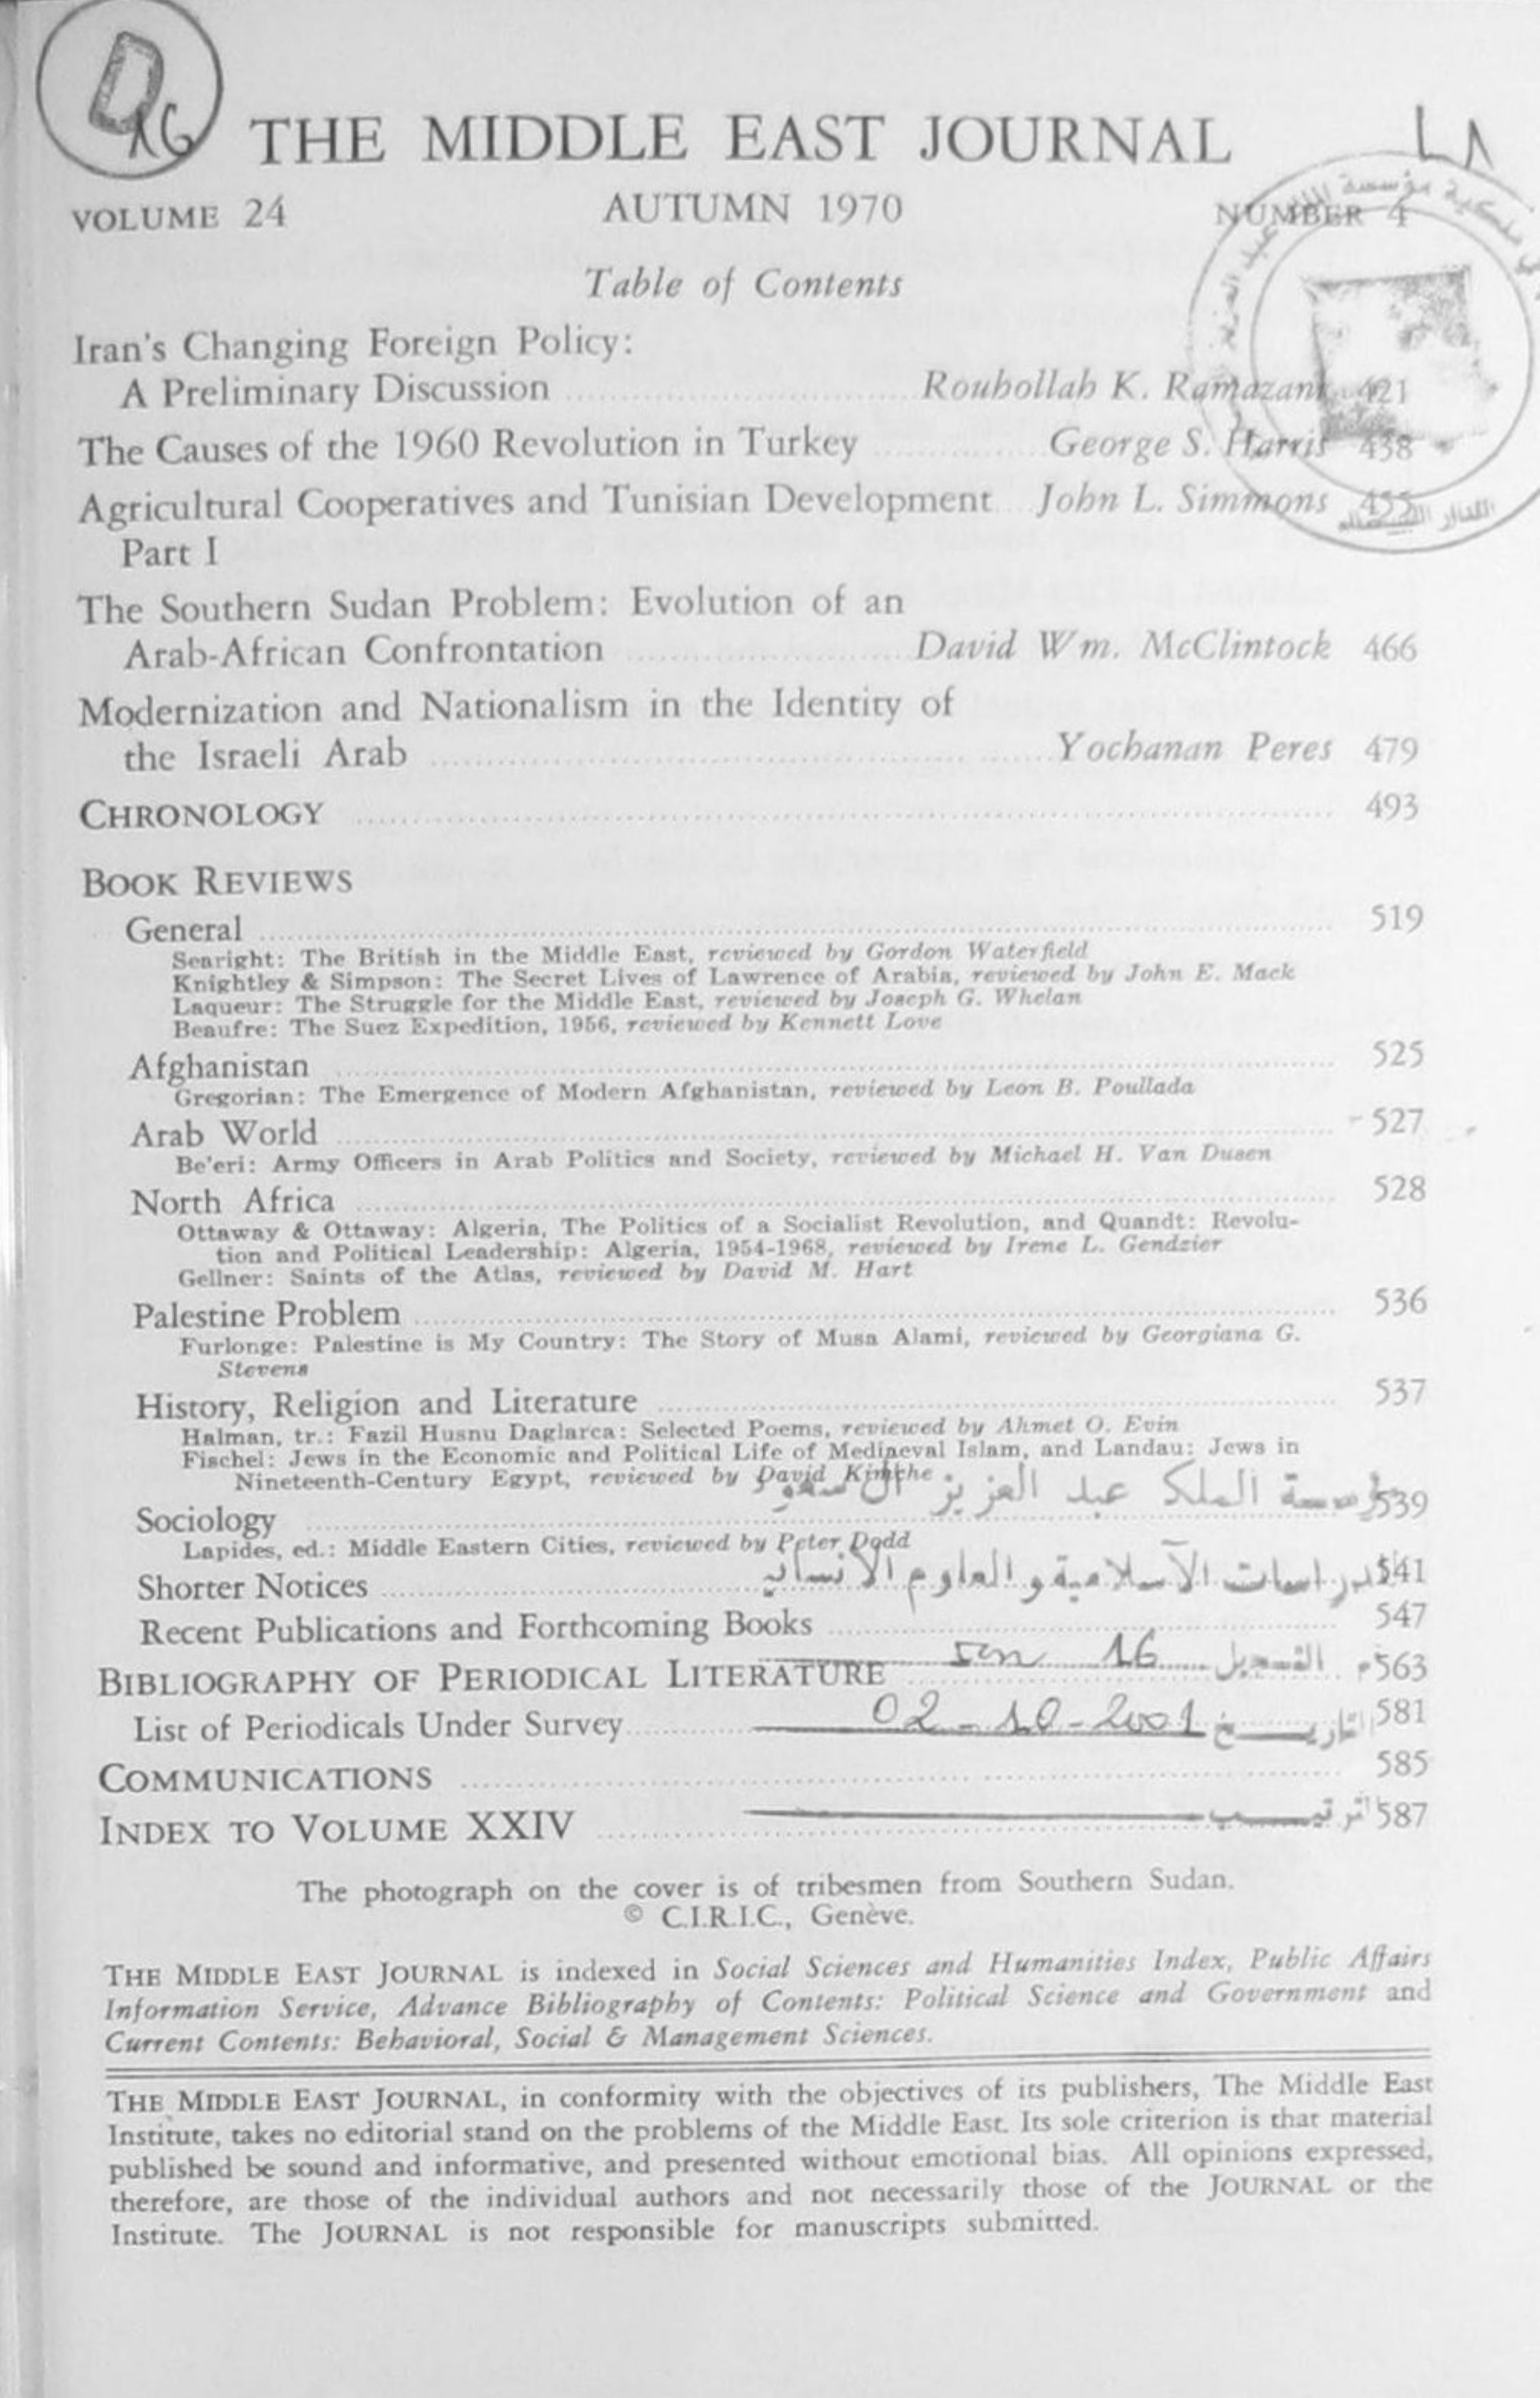 D
16
THE MIDDLE EAST JOURNAL
VOLUME 24 AUTUMN 1970 NUMBER 4
Table of Contents
Iran's Changing Foreign Policy:
A Preliminary Discussion Rouhollah K. Ramazani 421
The Causes of the 1960 Revolution in Turkey George S. Harris 438
Agricultural Cooperatives and Tunisian Development John L. Simmons 455
Part I
The Southern Sudan Problem: Evolution of an
Arab-African Confrontation David Wm. McClintock 466
Modernization and Nationalism in the Identity of
the Israeli Arab Yochanan Peres 479
CHRONOLOGY 493
BOOK REVIEWS
General 519
Searight: The British in the Middle East, reviewed by Gordon Waterfield
Knightley & Simpson: The Secret Lives of Lawrence of Arabia, reviewed by John E. Mack
Laqueur: The Struggle for the Middle East, reviewed by Joseph G. Whelan
Beaufre: The Suez Expedition, 1956, reviewed by Kennett Love
Afghanistan 525
Gregorian: The Emergence of Modern Afghanistan, reviewed by Leon B. Poullada
Arab World 527
Be'eri: Army Officers in Arab Politics and Society, reviewed by Michael H. Van Dusen
North Africa 528
Ottaway & Ottaway: Algeria, The Politics of a Socialist Revolution, and Quandt: Revolu-
tion and Political Leadership: Algeria, 1954-1968, reviewed by Irene L. Gendzier
Gellner: Saints of the Atlas, reviewed by David M. Hart
Palestine Problem 536
Furlonge: Palestine is My Country: The Story of Musa Alami, reviewed by Georgiana G.
Stevens
History, Religion and Literature 537
Halman, tr.: Fazil Husnu Daglarca: Selected Poems, reviewed by Ahmet O. Evin
Fischel: Jews in the Economic and Political Life of Mediaeval Islam, and Landau: Jews in
Nineteenth-Century Egypt, reviewed by David Kimche
مؤسسة الملك عبد العزيز آل سعود
Sociology 539
Lapides, ed.: Middle Eastern Cities, reviewed by Peter Dodd
للدراسات الآسلامية و العلوم الانسانية
Shorter Notices 541
Recent Publications and Forthcoming Books 547
BIBLIOGRAPHY OF PERIODICAL LITERATURE 563
التسجيل 16
List of Periodicals Under Survey 581
التاريـــخ 02-10-2001
COMMUNICATIONS 585
INDEX TO VOLUME XXIV 587
الترتيـــب
The photograph on the cover is of tribesmen from Southern Sudan.
© C.I.R.I.C., Genève.
THE MIDDLE EAST JOURNAL is indexed in Social Sciences and Humanities Index, Public Affairs
Information Service, Advance Bibliography of Contents: Political Science and Government and
Current Contents: Behavioral, Social & Management Sciences.
THE MIDDLE EAST JOURNAL, in conformity with the objectives of its publishers, The Middle East
Institute, takes no editorial stand on the problems of the Middle East. Its sole criterion is that material
published be sound and informative, and presented without emotional bias. All opinions expressed,
therefore, are those of the individual authors and not necessarily those of the JOURNAL or the
Institute. The JOURNAL is not responsible for manuscripts submitted.